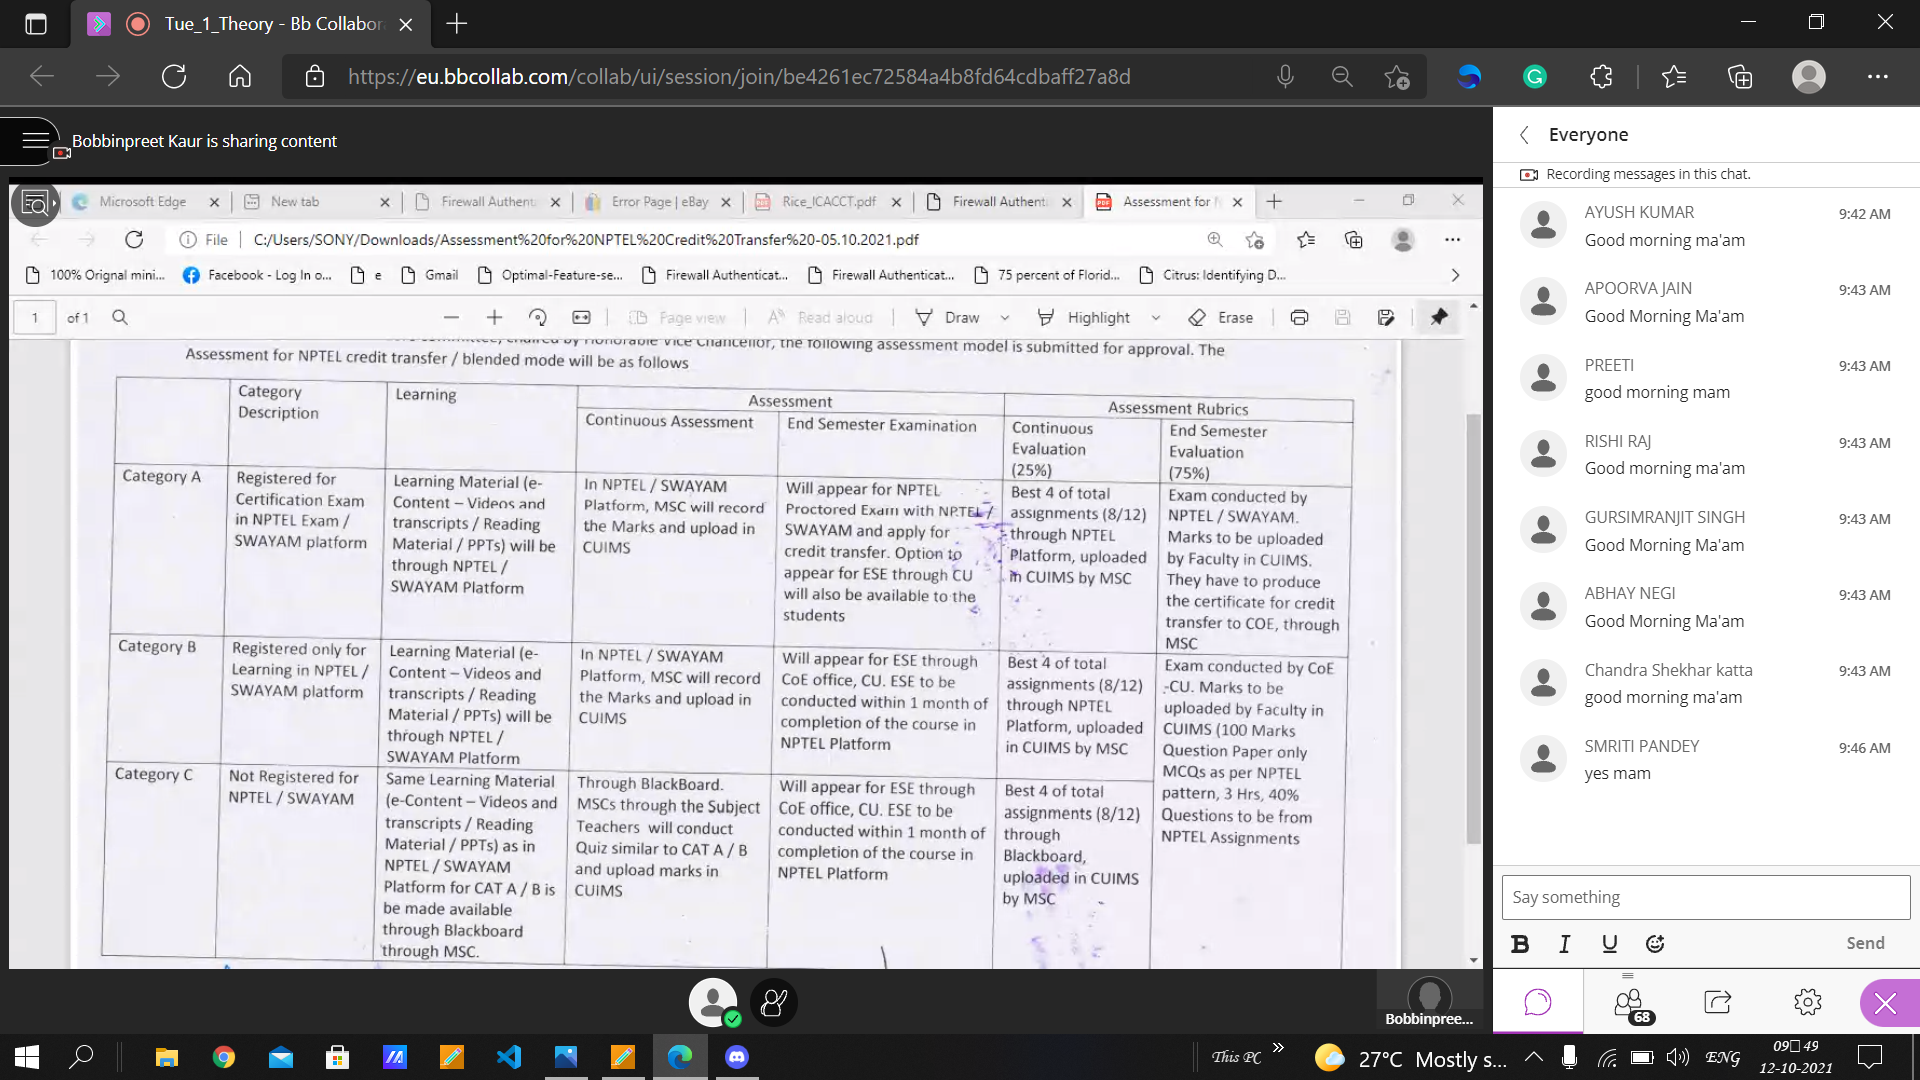 Tue_1_Theory - Bb Collabor
https://eu.bbcollab.com/collab/ui/session/join/be4261ec72584a4b8fd64cdbaff27a8d
Bobbinpreet Kaur is sharing content
Microsoft Edge
New tab
Firewall Authent
Error Page | eBay
Rice_ICACCT.pdf
Firewall Authent
Assessment for
File
C:/Users/SONY/Downloads/Assessment%20for%20NPTEL%20Credit%20Transfer%20-05.10.2021.pdf
100% Orignal mini...
Facebook - Log In o...
e
Gmail
Optimal-Feature-se...
Firewall Authenticat...
Firewall Authenticat...
75 percent of Florid...
Citrus: Identifying D...
1 of 1
Page view
Read aloud
Draw
Highlight
Erase
Honorable Vice Chancellor, the following assessment model is submitted for approval. The
Assessment for NPTEL credit transfer / blended mode will be as follows
Category
Description
Learning
Assessment
Assessment Rubrics
Continuous Assessment
End Semester Examination
Continuous
Evaluation
(25%)
End Semester
Evaluation
(75%)
Category A
Registered for
Certification Exam
in NPTEL Exam /
SWAYAM platform
Learning Material (e-
Content – Videos and
transcripts / Reading
Material / PPTs) will be
through NPTEL /
SWAYAM Platform
In NPTEL / SWAYAM
Platform, MSC will record
the Marks and upload in
CUIMS
Will appear for NPTEL
Proctored Exam with NPTEL /
SWAYAM and apply for
credit transfer. Option to
appear for ESE through CU
will also be available to the
students
Best 4 of total
assignments (8/12)
through NPTEL
Platform, uploaded
in CUIMS by MSC
Exam conducted by
NPTEL / SWAYAM.
Marks to be uploaded
by Faculty in CUIMS.
They have to produce
the certificate for credit
transfer to COE, through
MSC
Category B
Registered only for
Learning in NPTEL /
SWAYAM platform
Learning Material (e-
Content – Videos and
transcripts / Reading
Material / PPTs) will be
through NPTEL /
SWAYAM Platform
In NPTEL / SWAYAM
Platform, MSC will record
the Marks and upload in
CUIMS
Will appear for ESE through
CoE office, CU. ESE to be
conducted within 1 month of
completion of the course in
NPTEL Platform
Best 4 of total
assignments (8/12)
through NPTEL
Platform, uploaded
in CUIMS by MSC
Exam conducted by CoE
-CU. Marks to be
uploaded by Faculty in
CUIMS (100 Marks
Question Paper only
MCQs as per NPTEL
pattern, 3 Hrs, 40%
Questions to be from
NPTEL Assignments
Category C
Not Registered for
NPTEL / SWAYAM
Same Learning Material
(e-Content – Videos and
transcripts / Reading
Material / PPTs) as in
NPTEL / SWAYAM
Platform for CAT A / B is
be made available
through Blackboard
through MSC.
Through BlackBoard.
MSCs through the Subject
Teachers will conduct
Quiz similar to CAT A / B
and upload marks in
CUIMS
Will appear for ESE through
CoE office, CU. ESE to be
conducted within 1 month of
completion of the course in
NPTEL Platform
Best 4 of total
assignments (8/12)
through
Blackboard,
uploaded in CUIMS
by MSC
Bobbinpree...
Everyone
Recording messages in this chat.
AYUSH KUMAR 9:42 AM
Good morning ma'am
APOORVA JAIN 9:43 AM
Good Morning Ma'am
PREETI 9:43 AM
good morning mam
RISHI RAJ 9:43 AM
Good morning ma'am
GURSIMRANJIT SINGH 9:43 AM
Good Morning Ma'am
ABHAY NEGI 9:43 AM
Good Morning Ma'am
Chandra Shekhar katta 9:43 AM
good morning ma'am
SMRITI PANDEY 9:46 AM
yes mam
Say something
B I U Send
68
This PC
27°C Mostly s...
ENG
09 49
12-10-2021